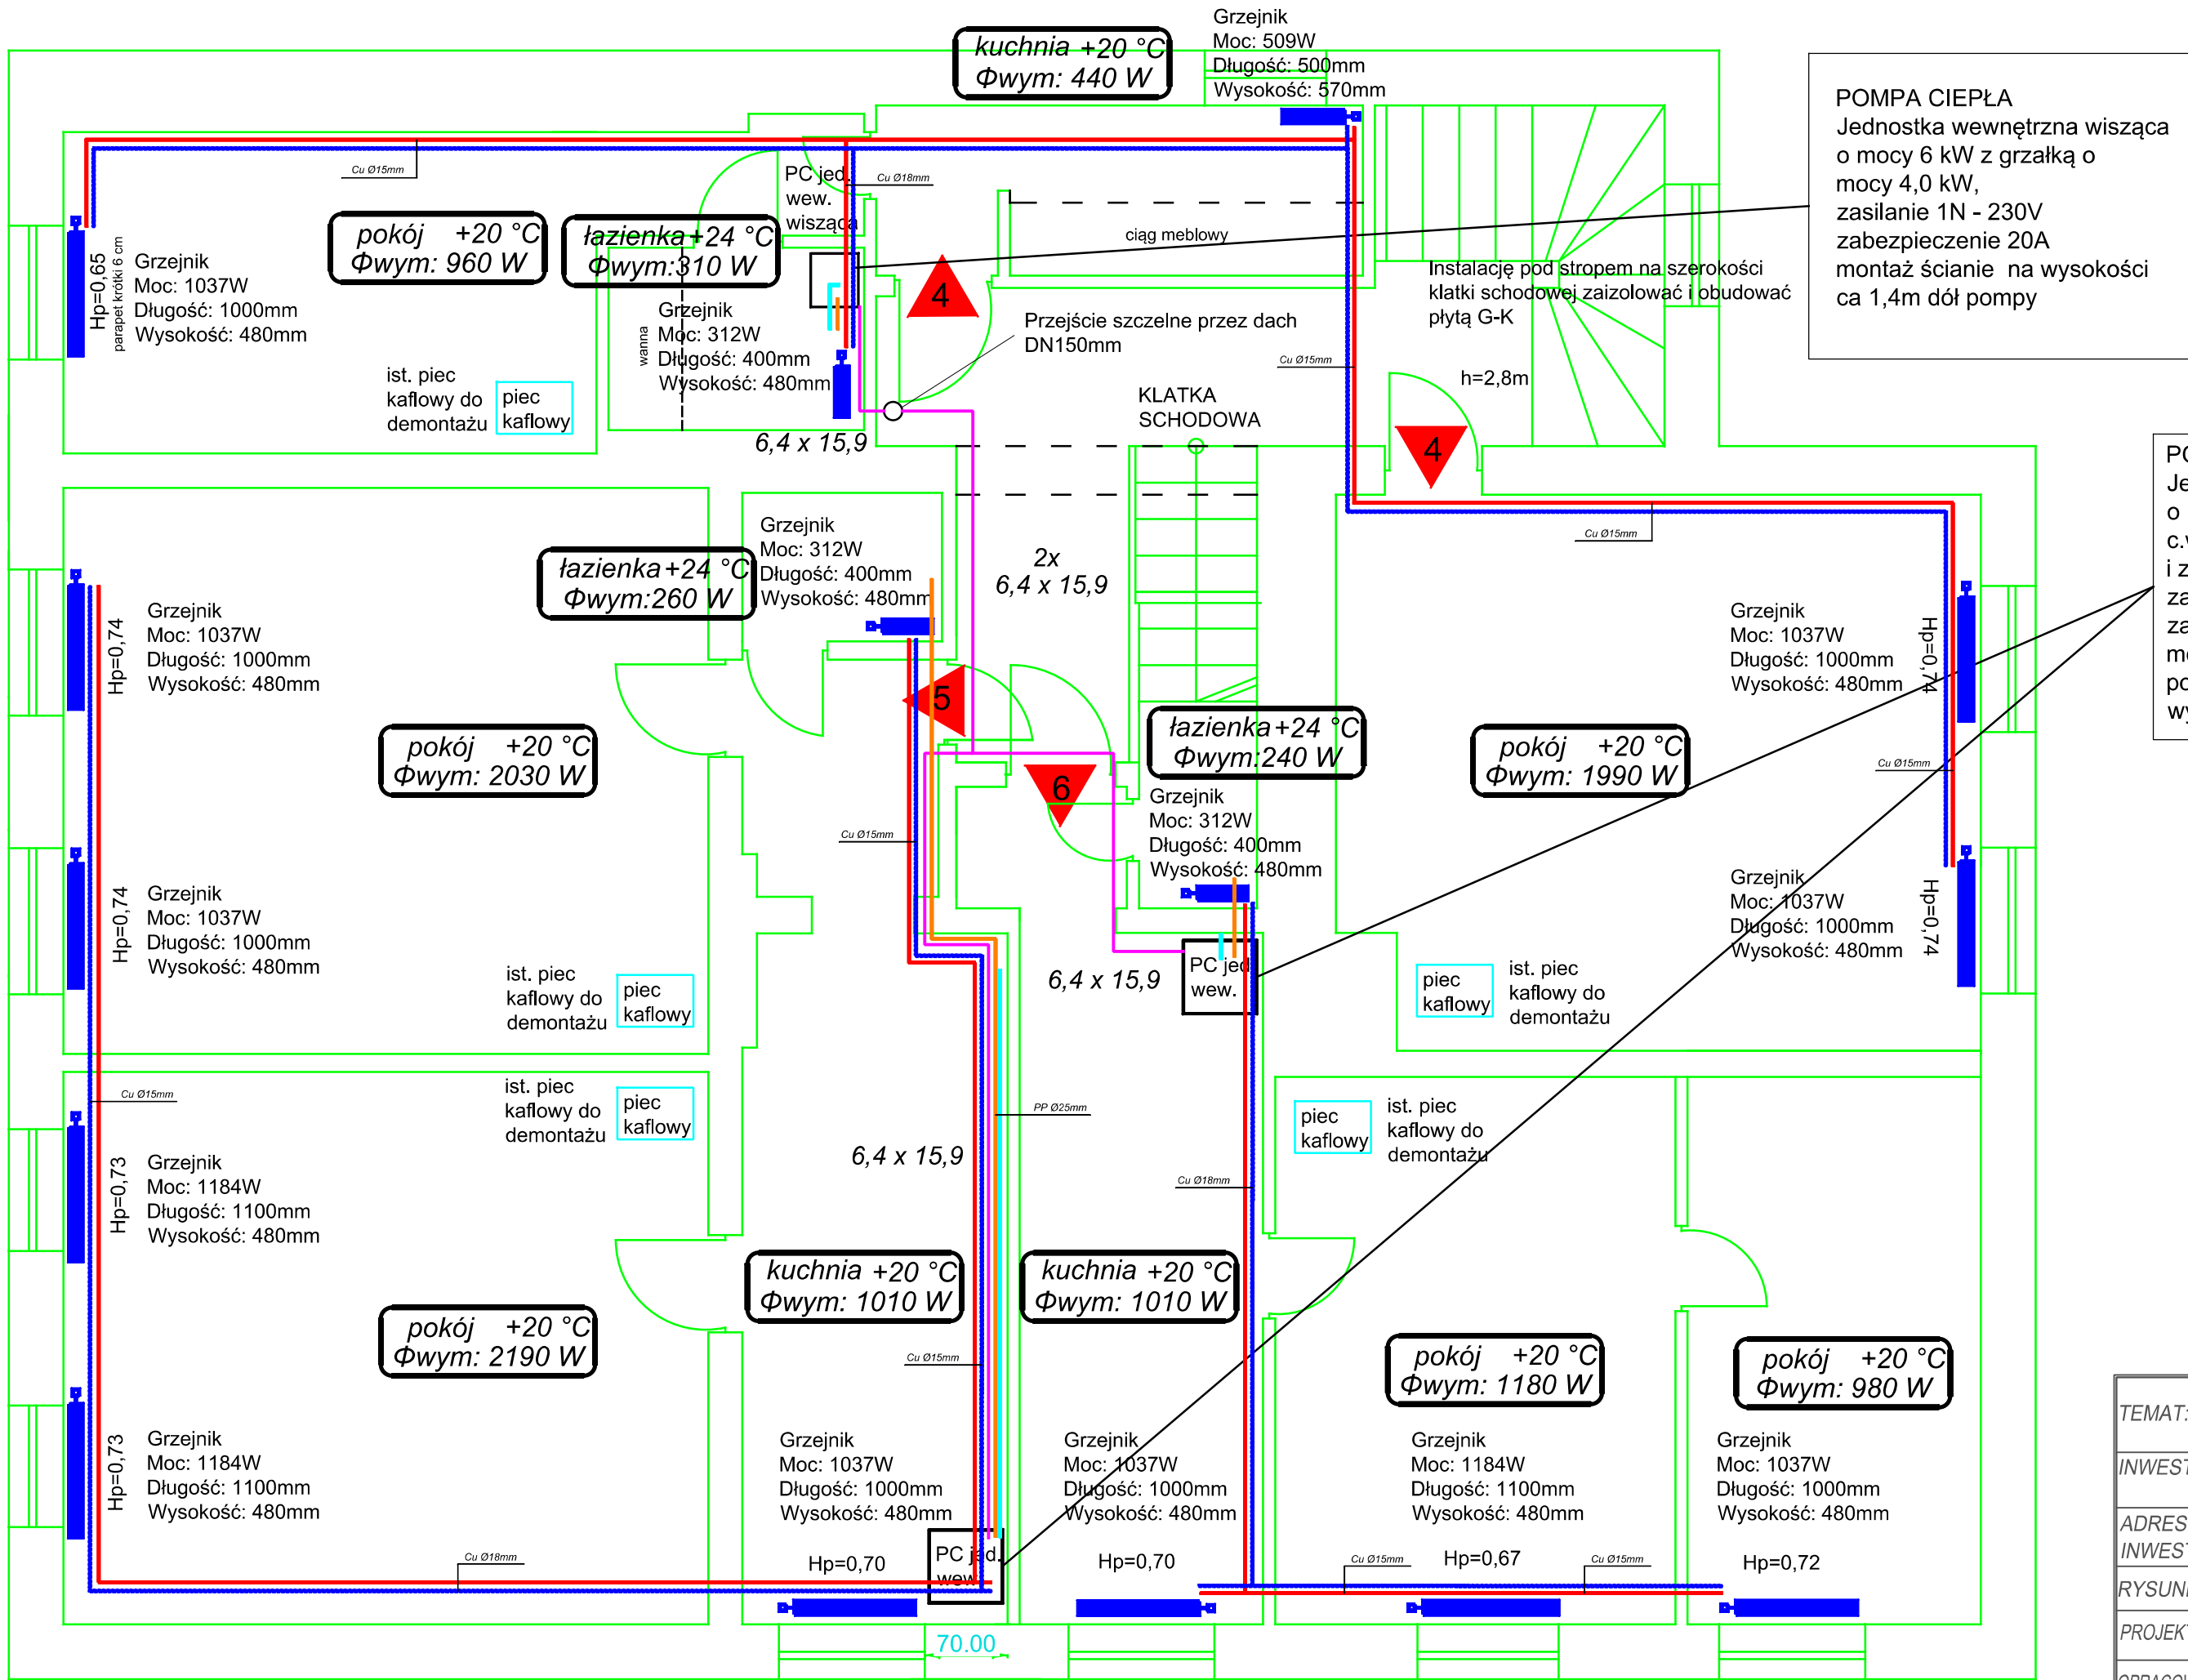 kuchnia +20 °C
Φwym: 440 W
Grzejnik
Moc: 509W
Długość: 500mm
Wysokość: 570mm
POMPA CIEPŁA
Jednostka wewnętrzna wisząca
o mocy 6 kW z grzałką o
mocy 4,0 kW,
zasilanie 1N - 230V
zabezpieczenie 20A
montaż ścianie na wysokości
ca 1,4m dół pompy
Cu Ø15mm
PC jed.
wew.
wisząca
Cu Ø18mm
pokój +20 °C
Φwym: 960 W
łazienka+24 °C
Φwym:310 W
ciąg meblowy
Hp=0,65
parapet krótki 6 cm
Grzejnik
Moc: 1037W
Długość: 1000mm
Wysokość: 480mm
wanna
Grzejnik
Moc: 312W
Długość: 400mm
Wysokość: 480mm
4
Instalację pod stropem na szerokości
klatki schodowej zaizolować i obudować
płytą G-K
Przejście szczelne przez dach
DN150mm
Cu Ø15mm
h=2,8m
ist. piec
kaflowy do
demontażu
piec
kaflowy
KLATKA
SCHODOWA
6,4 x 15,9
4
PO
Je
o
c.w
i z
za
za
mo
po
wy
Cu Ø15mm
Grzejnik
Moc: 312W
Długość: 400mm
Wysokość: 480mm
łazienka+24 °C
Φwym:260 W
2x
6,4 x 15,9
Hp=0,74
Grzejnik
Moc: 1037W
Długość: 1000mm
Wysokość: 480mm
Grzejnik
Moc: 1037W
Długość: 1000mm
Wysokość: 480mm
Hp=0,74
5
pokój +20 °C
Φwym: 2030 W
łazienka+24 °C
Φwym:240 W
pokój +20 °C
Φwym: 1990 W
Cu Ø15mm
6
Grzejnik
Moc: 312W
Długość: 400mm
Wysokość: 480mm
Cu Ø15mm
Hp=0,74
Grzejnik
Moc: 1037W
Długość: 1000mm
Wysokość: 480mm
Grzejnik
Moc: 1037W
Długość: 1000mm
Wysokość: 480mm
Hp=0,74
ist. piec
kaflowy do
demontażu
piec
kaflowy
6,4 x 15,9
PC jed.
wew.
piec
kaflowy
ist. piec
kaflowy do
demontażu
Cu Ø15mm
ist. piec
kaflowy do
demontażu
piec
kaflowy
PP Ø25mm
piec
kaflowy
ist. piec
kaflowy do
demontażu
6,4 x 15,9
Hp=0,73
Grzejnik
Moc: 1184W
Długość: 1100mm
Wysokość: 480mm
Cu Ø18mm
kuchnia +20 °C
Φwym: 1010 W
kuchnia +20 °C
Φwym: 1010 W
pokój +20 °C
Φwym: 2190 W
Cu Ø15mm
pokój +20 °C
Φwym: 1180 W
pokój +20 °C
Φwym: 980 W
Hp=0,73
Grzejnik
Moc: 1184W
Długość: 1100mm
Wysokość: 480mm
Grzejnik
Moc: 1037W
Długość: 1000mm
Wysokość: 480mm
Grzejnik
Moc: 1037W
Długość: 1000mm
Wysokość: 480mm
Grzejnik
Moc: 1184W
Długość: 1100mm
Wysokość: 480mm
Grzejnik
Moc: 1037W
Długość: 1000mm
Wysokość: 480mm
Cu Ø18mm
Hp=0,70
PC jed.
wew.
Hp=0,70
Cu Ø15mm
Hp=0,67
Cu Ø15mm
Hp=0,72
70.00
TEMAT:
INWEST
ADRES
INWEST
RYSUN
PROJEK